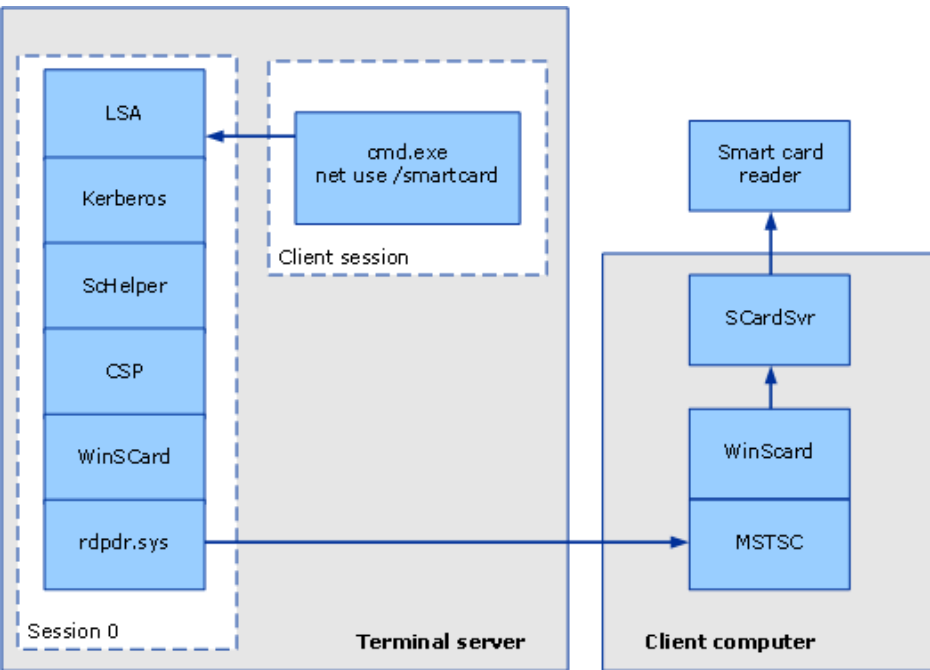 LSA
Kerberos
ScHelper
CSP
WinSCard
rdpdr.sys
Session 0
cmd.exe
net use /smartcard
Client session
Terminal server
Smart card
reader
SCardSvr
WinScard
MSTSC
Client computer